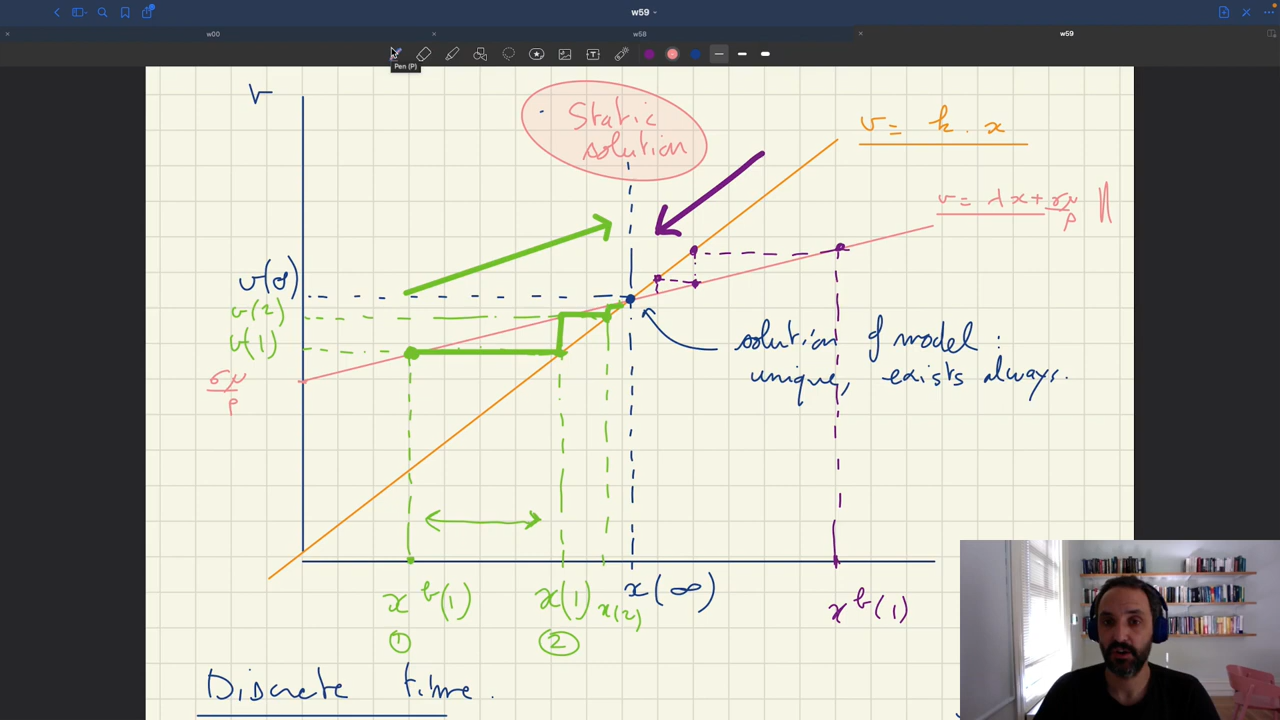 w59
w00
w58
w59
Pen (P)
v
Static
solution
v = k . x
v = λx + σμ/ρ
v(∞)
v(2)
v(1)
σμ/ρ
solution of model :
unique, exists always.
x^b(1)
x(1)
x(2)
x(∞)
x^b(1)
1
2
Discrete time.